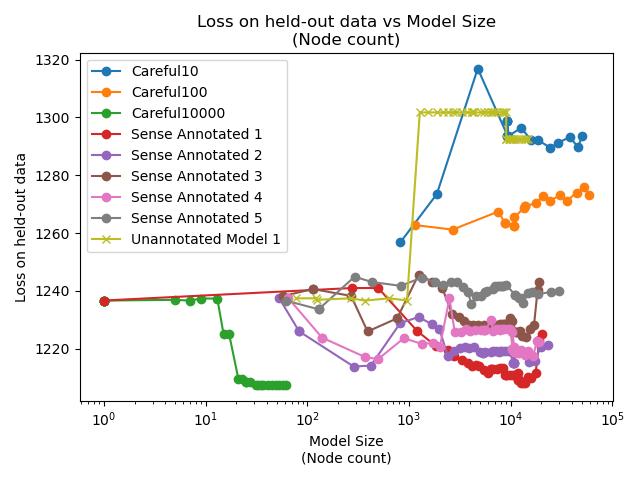 Loss on held-out data vs Model Size
(Node count)
1320
1300
1280
1260
1240
1220
Loss on held-out data
Careful10
Careful100
Careful10000
Sense Annotated 1
Sense Annotated 2
Sense Annotated 3
Sense Annotated 4
Sense Annotated 5
Unannotated Model 1
10⁰ 10¹ 10² 10³ 10⁴ 10⁵
Model Size
(Node count)